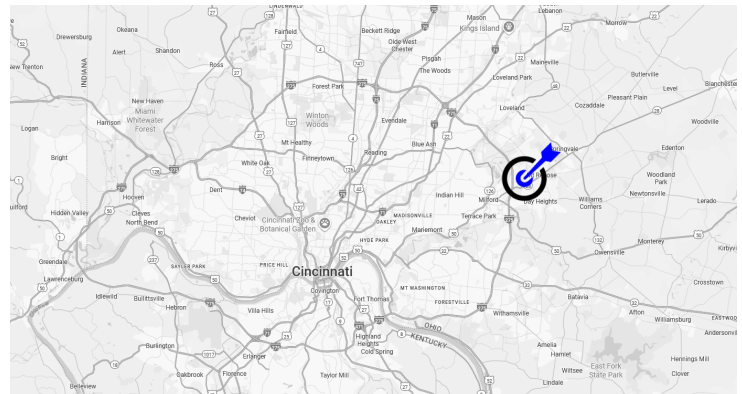 LINDENWALD
Mason
Okeana
Fairfield
Beckett Ridge
Kings Island
Lebanon
Morrow
Drewersburg
Alert
Shandon
Olde West
Chester
Pisgah
The Woods
Maineville
New Trenton
INDIANA
Ross
Loveland Park
Butlerville
Level
Blanchester
Forest Park
Pleasant Plain
Cozaddale
New Haven
Miami
Whitewater
Forest
Harrison
Winton
Woods
Evendale
Loveland
Woodville
Logan
Mt Healthy
Blue Ash
Bright
White Oak
Finneytown
Reading
Edenton
Dent
Indian Hill
Milford
Day Heights
Woodland
Park
Newtonsville
Williams
Corners
Lerado
Hooven
Cleves
North Bend
Hidden Valley
Cheviot
Cincinnati Zoo &
Botanical Garden
MADISONVILLE
OAKLEY
Mariemont
Terrace Park
HYDE PARK
Monterey
Owensville
Greendale
SAYLER PARK
PRICE HILL
Cincinnati
Lawrenceburg
Covington
MT WASHINGTON
Crosstown
Idlewild
Bullittsville
Hebron
Villa Hills
Fort Thomas
FORESTVILLE
Withamsville
Batavia
Afton
Williamsburg
OHIO
KENTUCKY
Burlington
Erlanger
Highland
Heights
Cold Spring
Amelia
Hamlet
East Fork
State Park
Hennings Mill
Clover
Oakbrook
Florence
Taylor Mill
Wiltsee
Lindale
Belleview